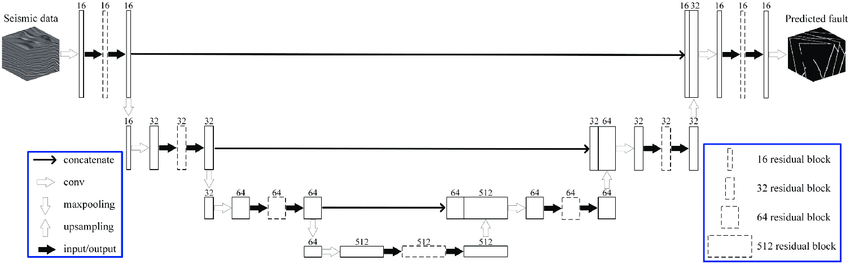 Seismic data
16 16 16
16 32
16 16 16
Predicted fault
16 32 32 32
32 64
32 32 32
32 64 64 64
64 512
64 64 64
64 512 512 512
concatenate
conv
maxpooling
upsampling
input/output
16 residual block
32 residual block
64 residual block
512 residual block